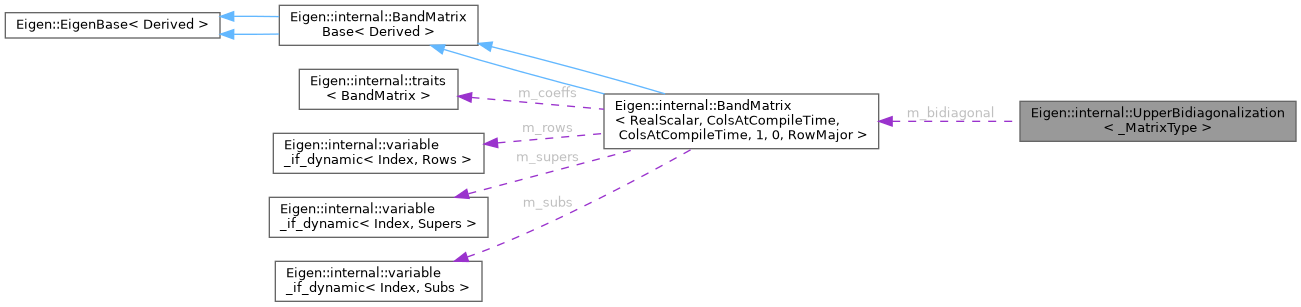 Eigen::EigenBase< Derived >
Eigen::internal::BandMatrix
Base< Derived >
Eigen::internal::traits
< BandMatrix >
Eigen::internal::variable
_if_dynamic< Index, Rows >
Eigen::internal::variable
_if_dynamic< Index, Supers >
Eigen::internal::variable
_if_dynamic< Index, Subs >
m_coeffs
m_rows
m_supers
m_subs
Eigen::internal::BandMatrix
< RealScalar, ColsAtCompileTime,
ColsAtCompileTime, 1, 0, RowMajor >
m_bidiagonal
Eigen::internal::UpperBidiagonalization
< _MatrixType >